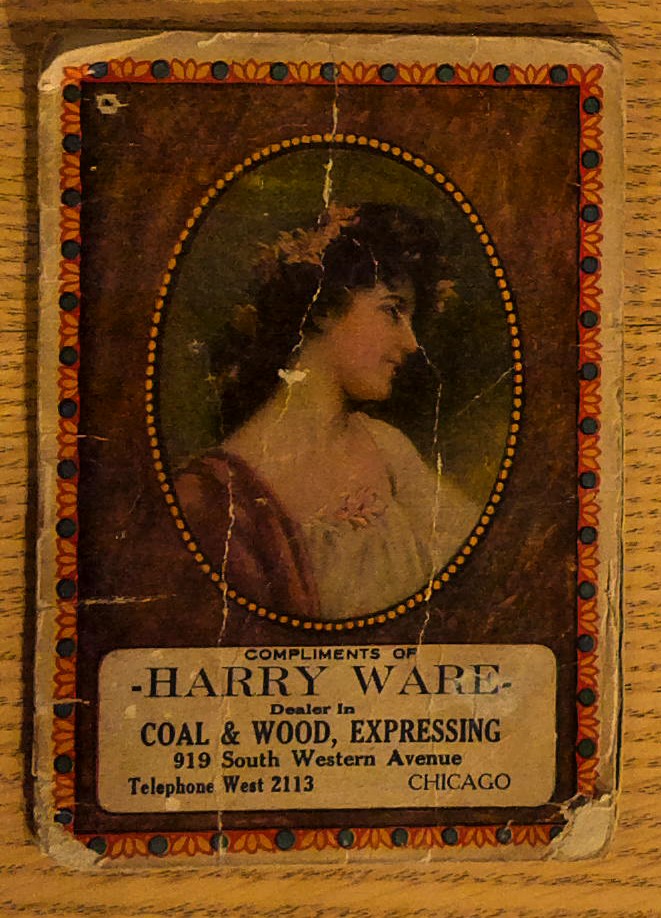 COMPLIMENTS OF
-HARRY WARE-
Dealer in
COAL & WOOD, EXPRESSING
919 South Western Avenue
Telephone West 2113 CHICAGO